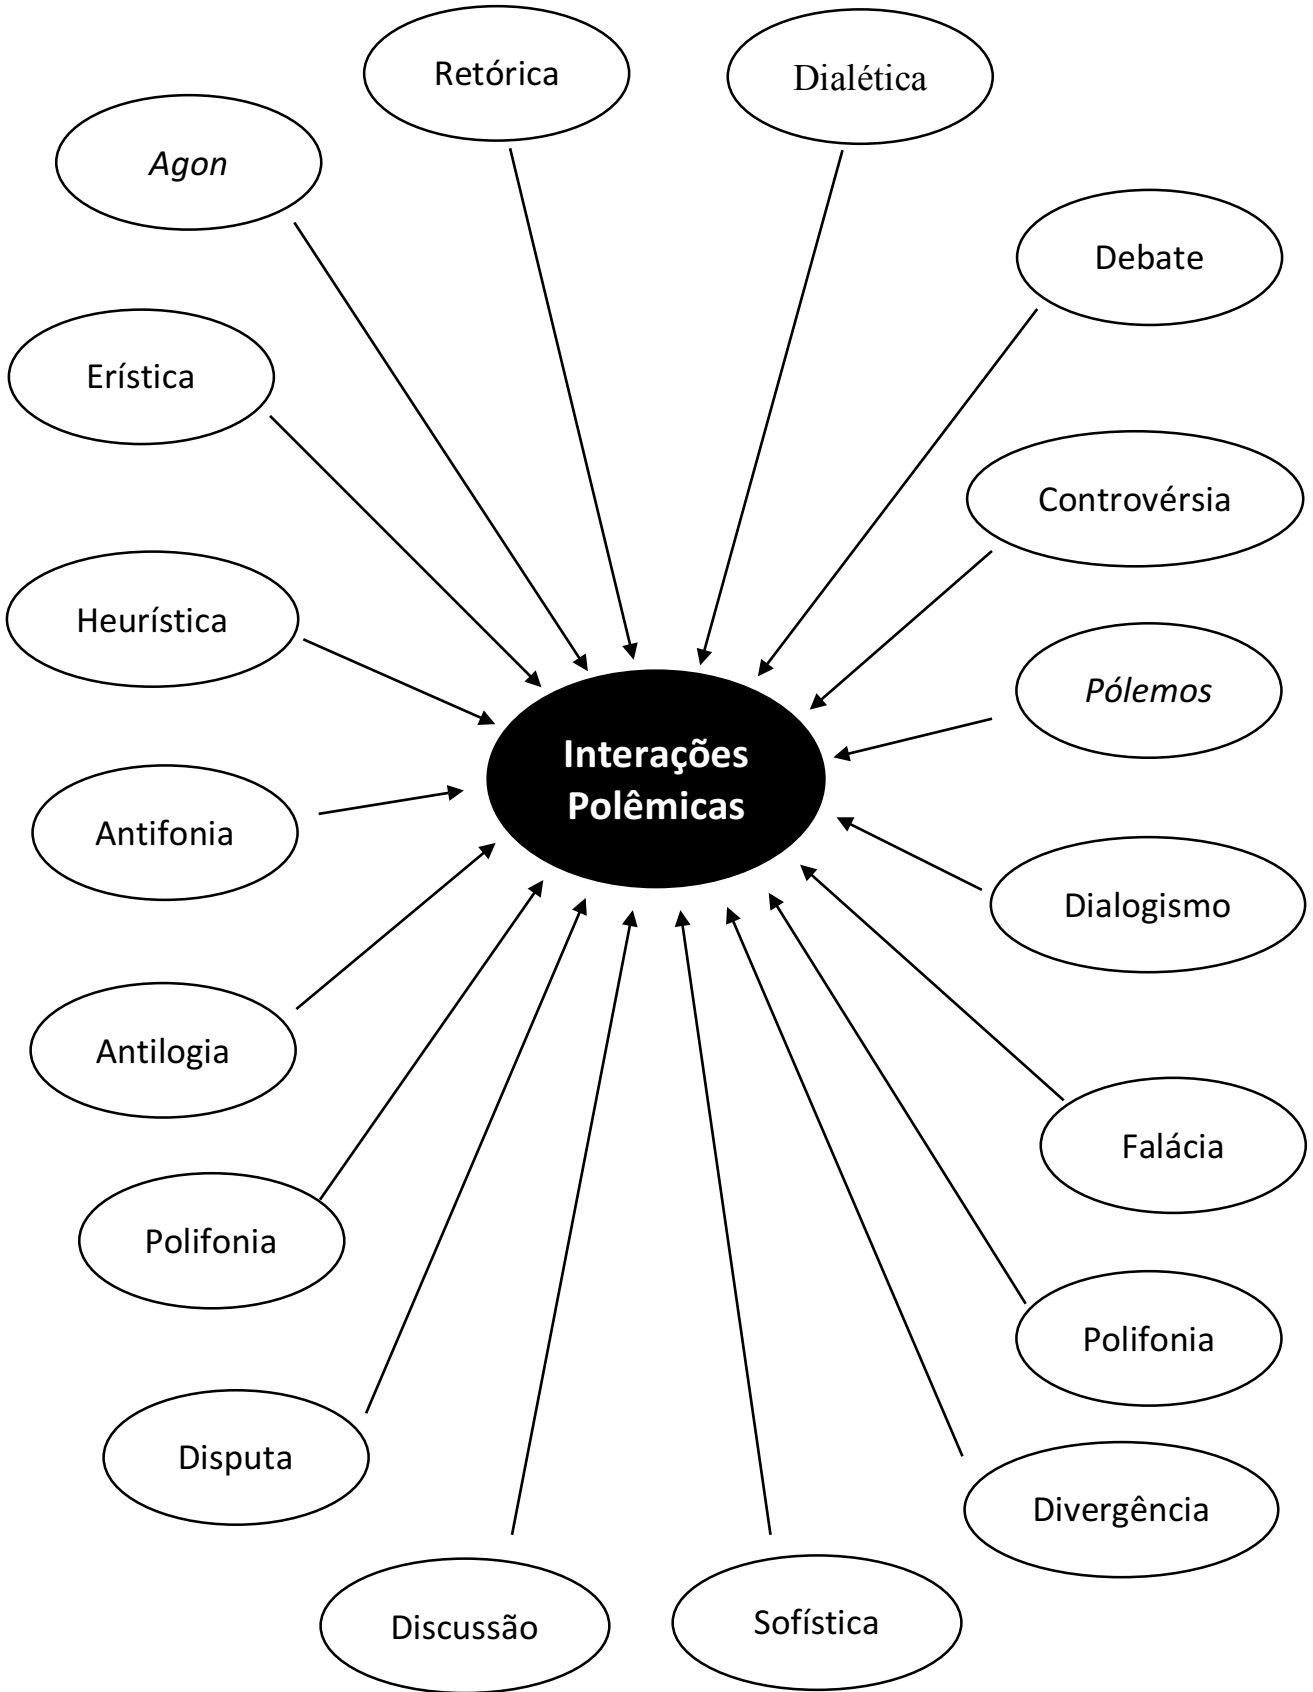 Retórica
Dialética
Agon
Debate
Erística
Controvérsia
Heurística
Pólemos
Interações
Polêmicas
Antifonia
Dialogismo
Antilogia
Falácia
Polifonia
Polifonia
Disputa
Divergência
Discussão
Sofística